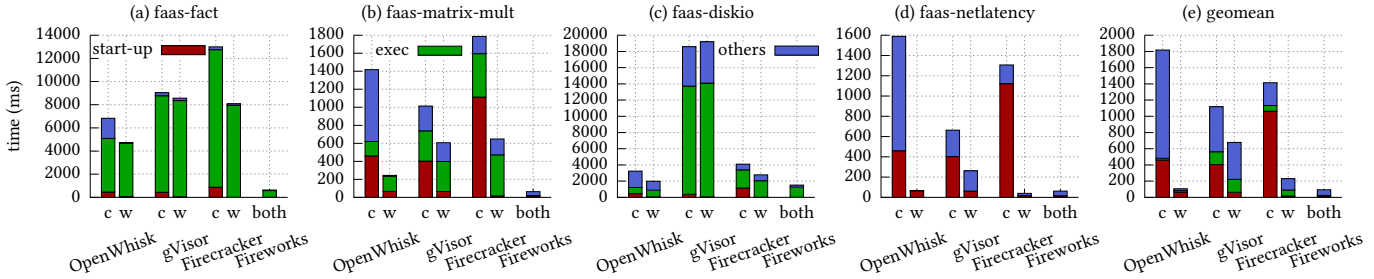 (a) faas-fact
(b) faas-matrix-mult
(c) faas-diskio
(d) faas-netlatency
(e) geomean
time (ms)
14000
12000
10000
8000
6000
4000
2000
0
start-up
c w c w c w both
OpenWhisk
gVisor
Firecracker
Fireworks
1800
1600
1400
1200
1000
800
600
400
200
0
exec
c w c w c w both
OpenWhisk
gVisor
Firecracker
Fireworks
20000
18000
16000
14000
12000
10000
8000
6000
4000
2000
0
others
c w c w c w both
OpenWhisk
gVisor
Firecracker
Fireworks
1600
1400
1200
1000
800
600
400
200
0
c w c w c w both
OpenWhisk
gVisor
Firecracker
Fireworks
2000
1800
1600
1400
1200
1000
800
600
400
200
0
c w c w c w both
OpenWhisk
gVisor
Firecracker
Fireworks